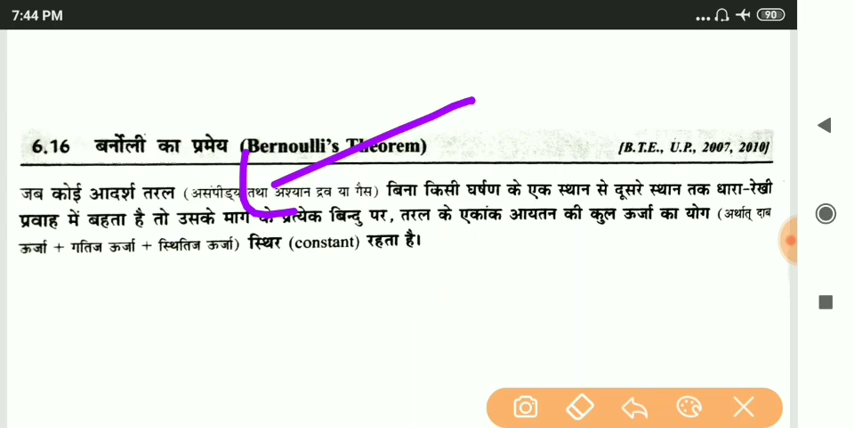 7:44 PM
90
6.16 बर्नोली का प्रमेय (Bernoulli's Theorem) [B.T.E., U.P., 2007, 2010]
जब कोई आदर्श तरल (असंपीड्य तथा अश्यान द्रव या गैस) बिना किसी घर्षण के एक स्थान से दूसरे स्थान तक धारा-रेखी
प्रवाह में बहता है तो उसके मार्ग के प्रत्येक बिन्दु पर, तरल के एकांक आयतन की कुल ऊर्जा का योग (अर्थात् दाब
ऊर्जा + गतिज ऊर्जा + स्थितिज ऊर्जा) स्थिर (constant) रहता है।